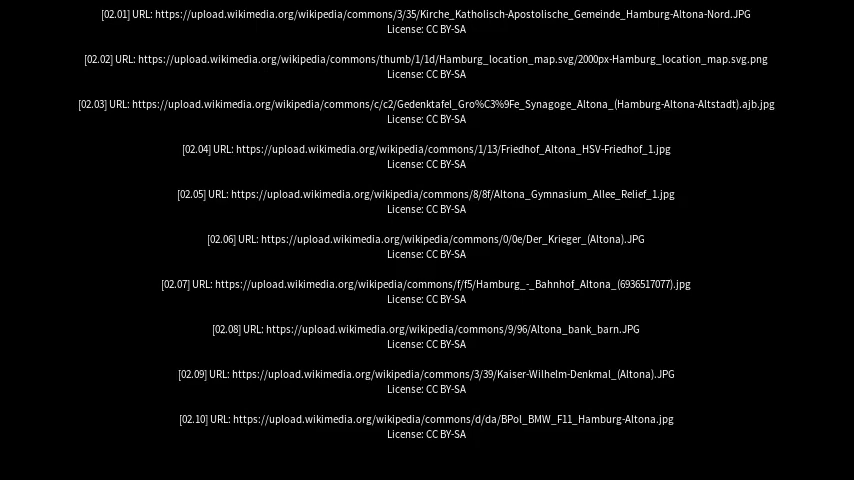 [02.01] URL: https://upload.wikimedia.org/wikipedia/commons/3/35/Kirche_Katholisch-Apostolische_Gemeinde_Hamburg-Altona-Nord.JPG
License: CC BY-SA
[02.02] URL: https://upload.wikimedia.org/wikipedia/commons/thumb/1/1d/Hamburg_location_map.svg/2000px-Hamburg_location_map.svg.png
License: CC BY-SA
[02.03] URL: https://upload.wikimedia.org/wikipedia/commons/c/c2/Gedenktafel_Gro%C3%9Fe_Synagoge_Altona_(Hamburg-Altona-Altstadt).ajb.jpg
License: CC BY-SA
[02.04] URL: https://upload.wikimedia.org/wikipedia/commons/1/13/Friedhof_Altona_HSV-Friedhof_1.jpg
License: CC BY-SA
[02.05] URL: https://upload.wikimedia.org/wikipedia/commons/8/8f/Altona_Gymnasium_Allee_Relief_1.jpg
License: CC BY-SA
[02.06] URL: https://upload.wikimedia.org/wikipedia/commons/0/0e/Der_Krieger_(Altona).JPG
License: CC BY-SA
[02.07] URL: https://upload.wikimedia.org/wikipedia/commons/f/f5/Hamburg_-_Bahnhof_Altona_(6936517077).jpg
License: CC BY-SA
[02.08] URL: https://upload.wikimedia.org/wikipedia/commons/9/96/Altona_bank_barn.JPG
License: CC BY-SA
[02.09] URL: https://upload.wikimedia.org/wikipedia/commons/3/39/Kaiser-Wilhelm-Denkmal_(Altona).JPG
License: CC BY-SA
[02.10] URL: https://upload.wikimedia.org/wikipedia/commons/d/da/BPol_BMW_F11_Hamburg-Altona.jpg
License: CC BY-SA